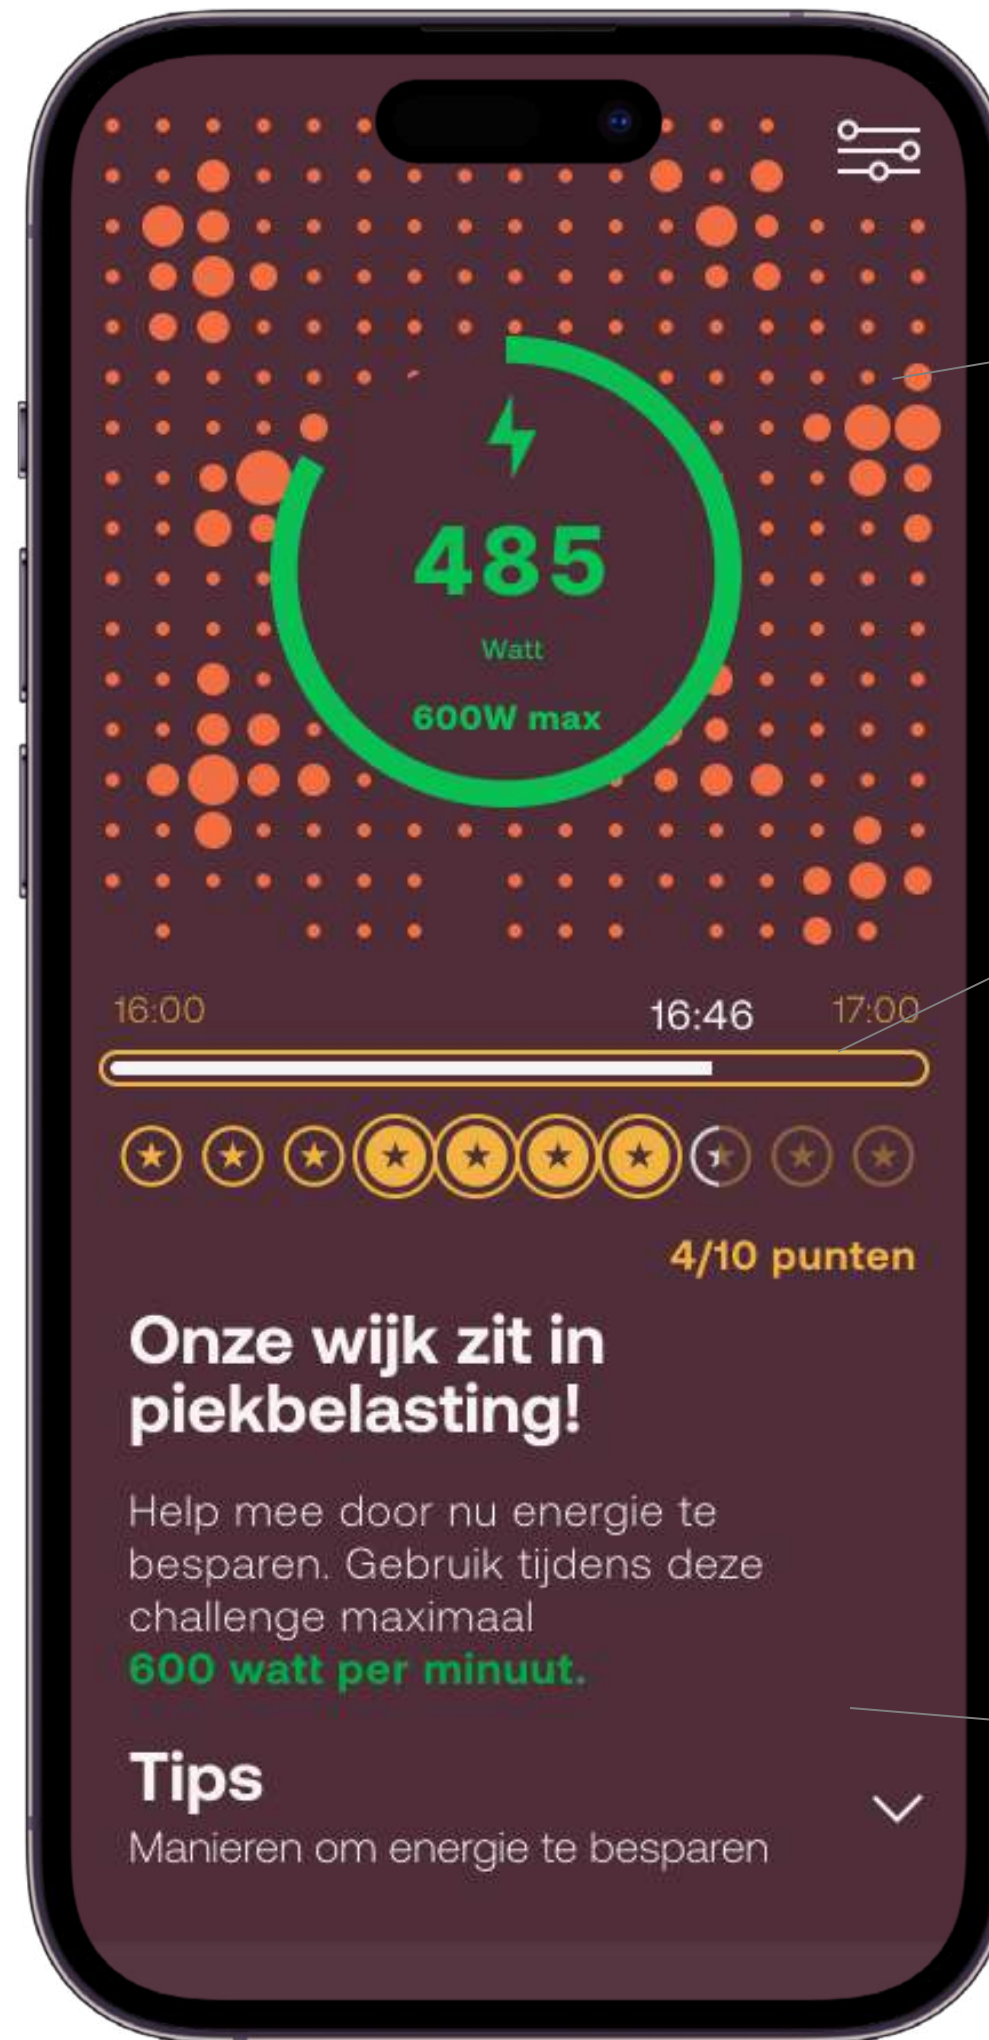 485
Watt
600W max
16:00 16:46 17:00
4/10 punten
Onze wijk zit in
piekbelasting!
Help mee door nu energie te
besparen. Gebruik tijdens deze
challenge maximaal
600 watt per minuut.
Tips
Manieren om energie te besparen